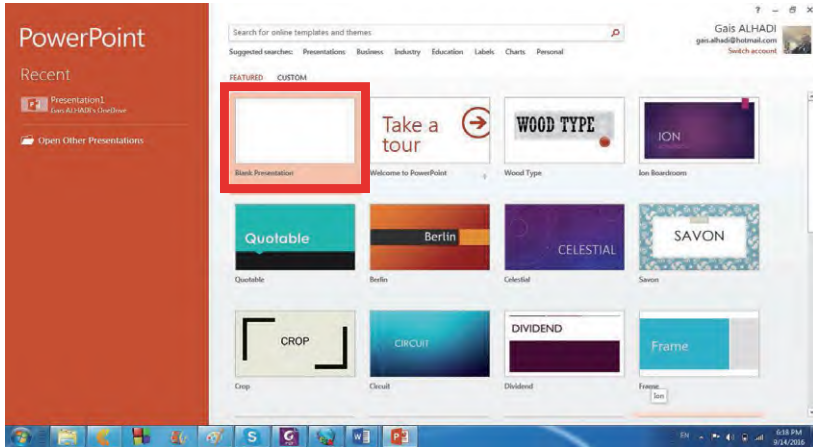 PowerPoint
Recent
Presentation1
Gais ALHADI's OneDrive
Open Other Presentations
Search for online templates and themes
Suggested searches: Presentations Business Industry Education Labels Charts Personal
FEATURED CUSTOM
?
Gais ALHADI
gais.alhadi@hotmail.com
Switch account
Take a tour
WOOD TYPE
ION
Blank Presentation
Welcome to PowerPoint
Wood Type
Ion Boardroom
Quotable
Berlin
CELESTIAL
SAVON
Quotable
Berlin
Celestial
Savon
CROP
CIRCUIT
DIVIDEND
Frame
Crop
Circuit
Dividend
Frame
Ion
EN
6:18 PM
9/14/2016